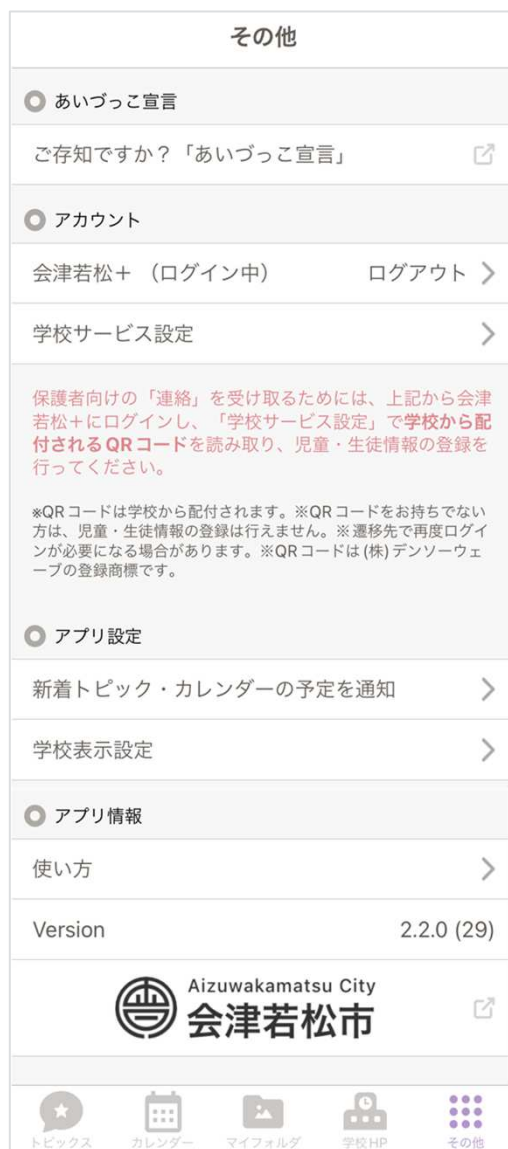 その他
あいづっこ宣言
ご存知ですか？「あいづっこ宣言」
アカウント
会津若松＋ （ログイン中） ログアウト
学校サービス設定
保護者向けの「連絡」を受け取るためには、上記から会津
若松＋にログインし、「学校サービス設定」で学校から配
付されるQRコードを読み取り、児童・生徒情報の登録を
行ってください。
※QRコードは学校から配付されます。※QRコードをお持ちでない
方は、児童・生徒情報の登録は行えません。※遷移先で再度ログイ
ンが必要になる場合があります。※QRコードは(株)デンソーウェ
ーブの登録商標です。
アプリ設定
新着トピック・カレンダーの予定を通知
学校表示設定
アプリ情報
使い方
Version 2.2.0 (29)
Aizuwakamatsu City
会津若松市
トピックス カレンダー マイフォルダ 学校HP その他